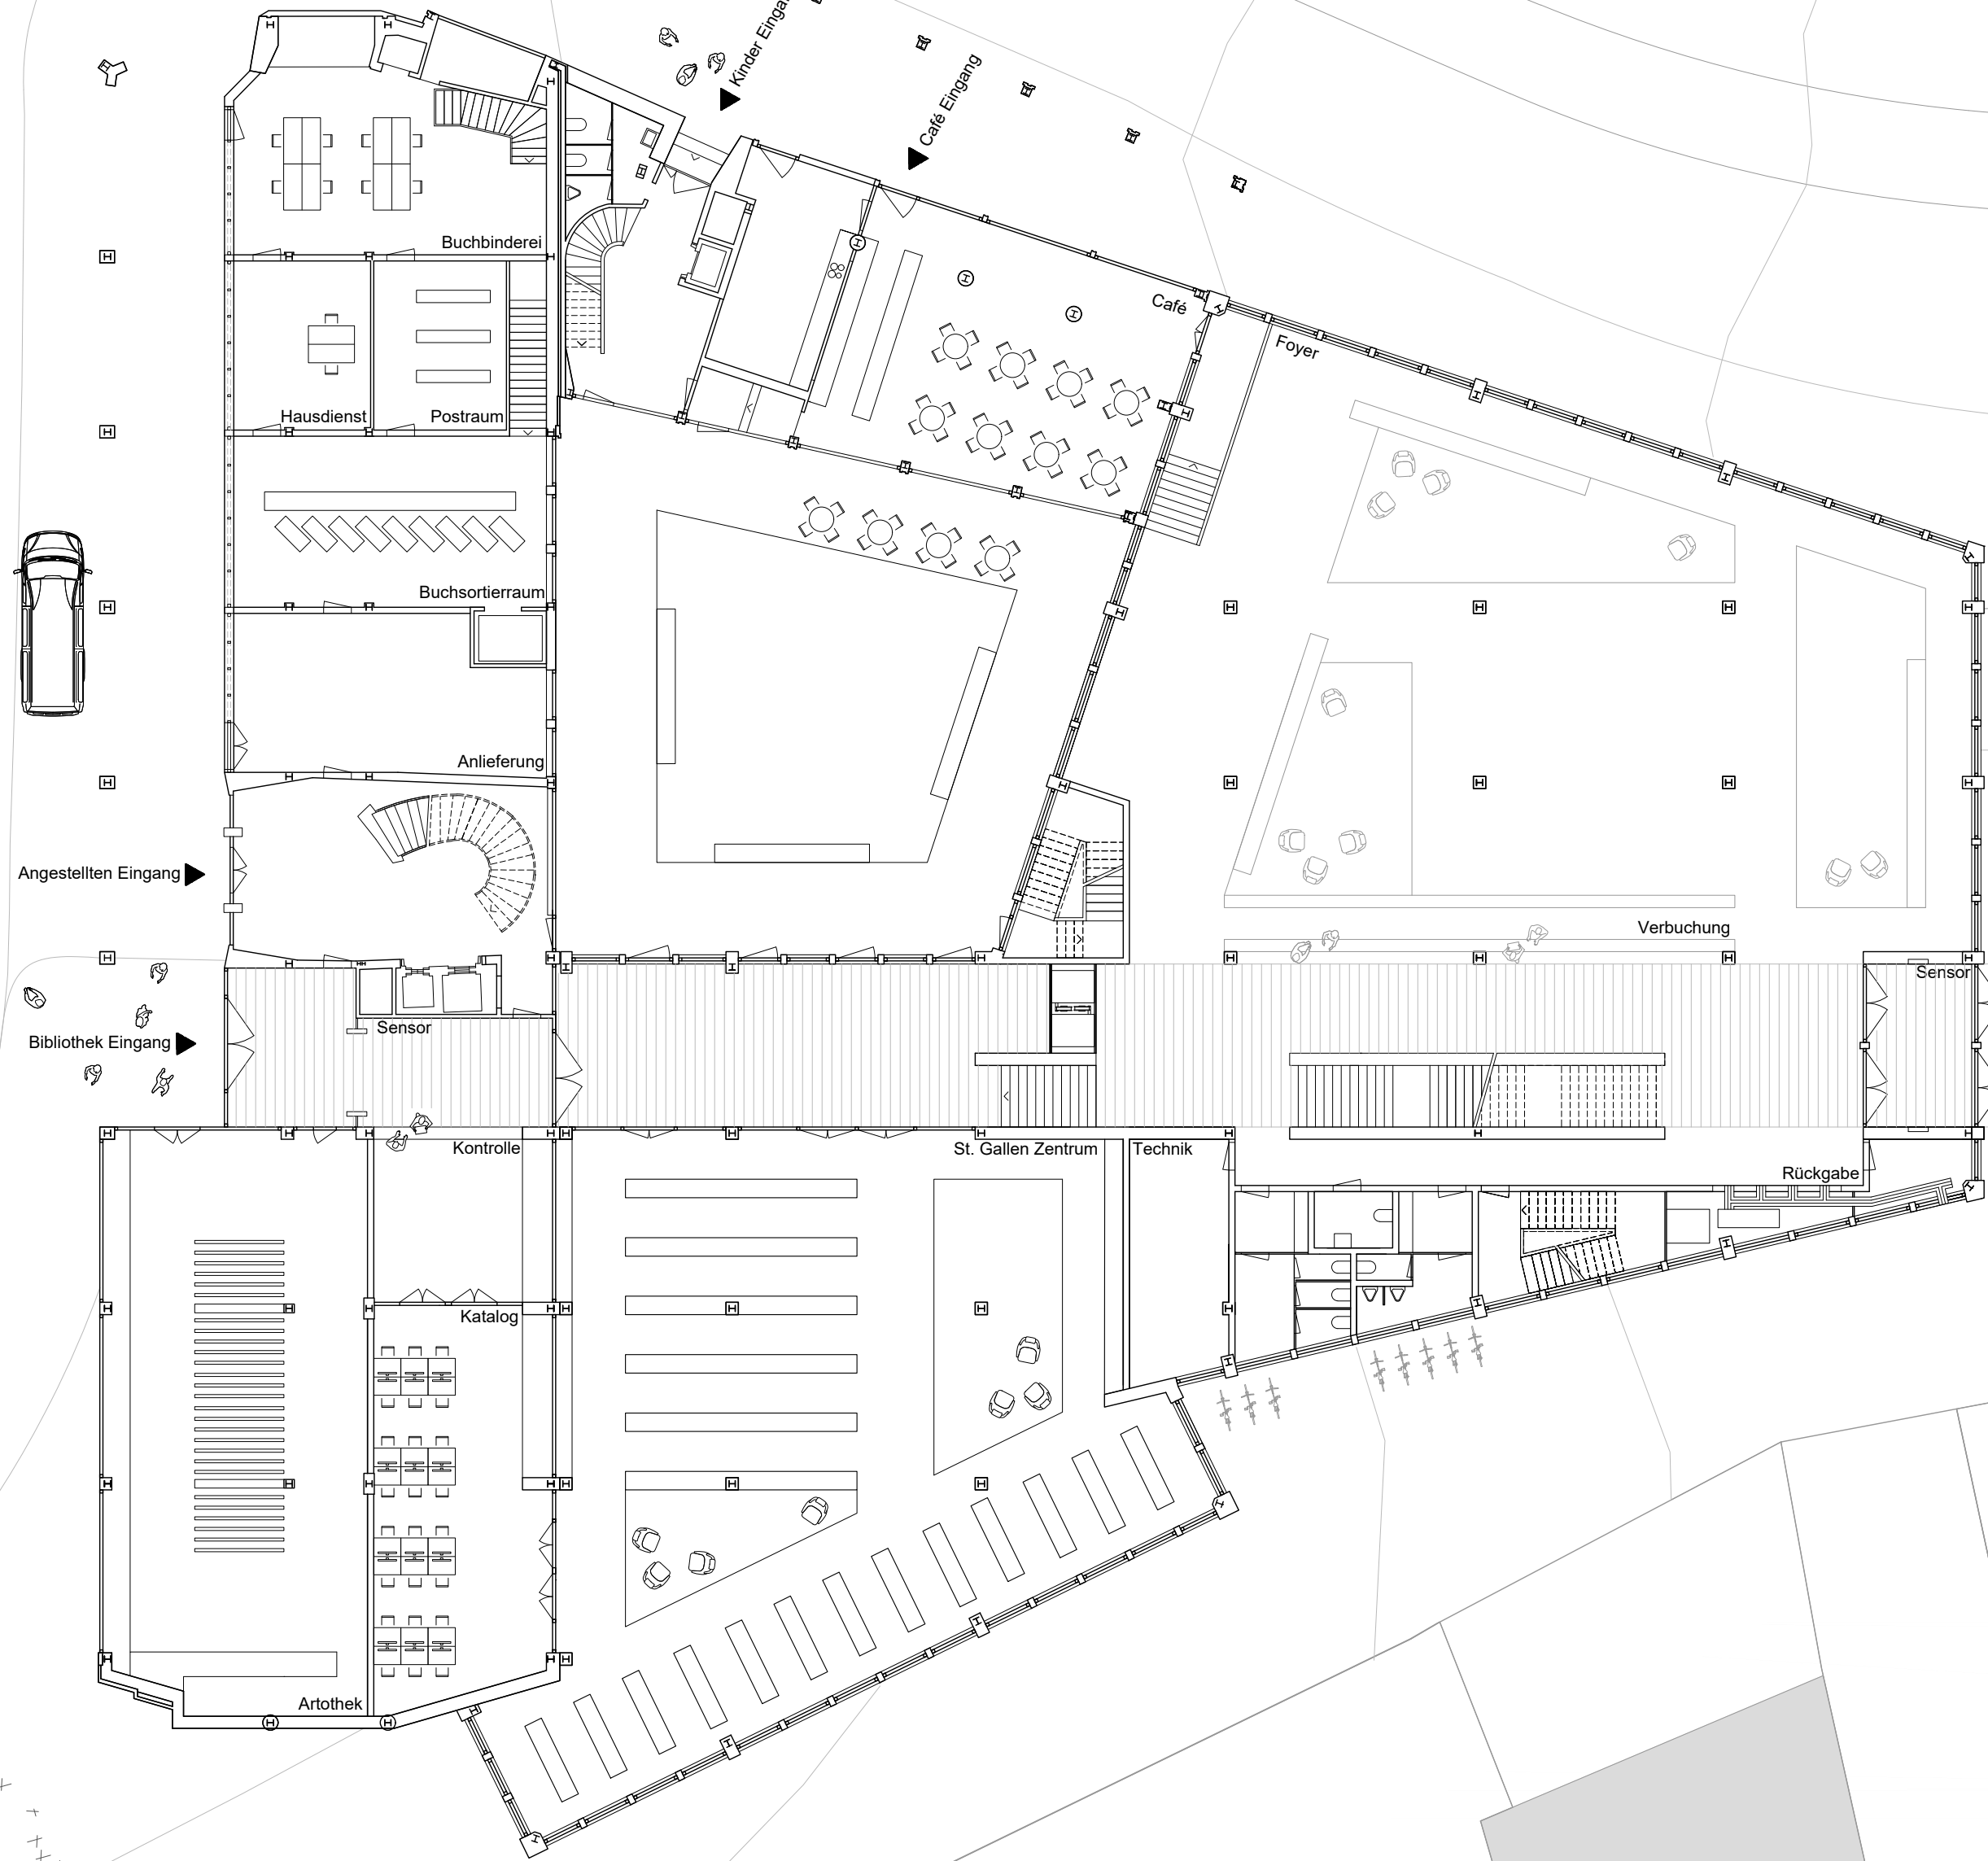 Kinder Einga
Café Eingang
Buchbinderei
Café
Foyer
Hausdienst
Postraum
Buchsortierraum
Anlieferung
Angestellten Eingang
Verbuchung
Sensor
Sensor
Bibliothek Eingang
Kontrolle
St. Gallen Zentrum
Technik
Rückgabe
Katalog
Artothek